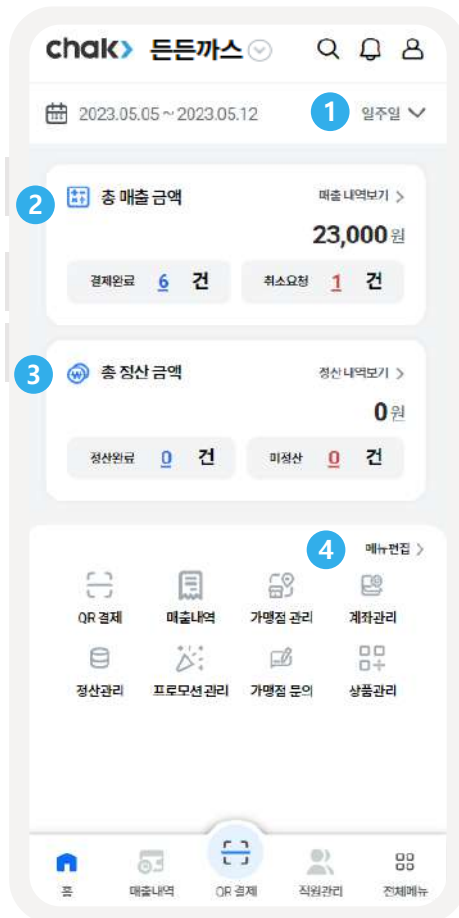 chak 든든까스
2023.05.05 ~ 2023.05.12 1 일주일
2 총 매출 금액 매출 내역보기
23,000 원
결제완료 6 건 취소요청 1 건
3 총 정산 금액 정산 내역보기
0 원
정산완료 0 건 미정산 0 건
4 메뉴편집
QR 결제 매출내역 가맹점 관리 계좌관리
정산관리 프로모션 관리 가맹점 문의 상품관리
홈 매출내역 QR 결제 직원관리 전체메뉴